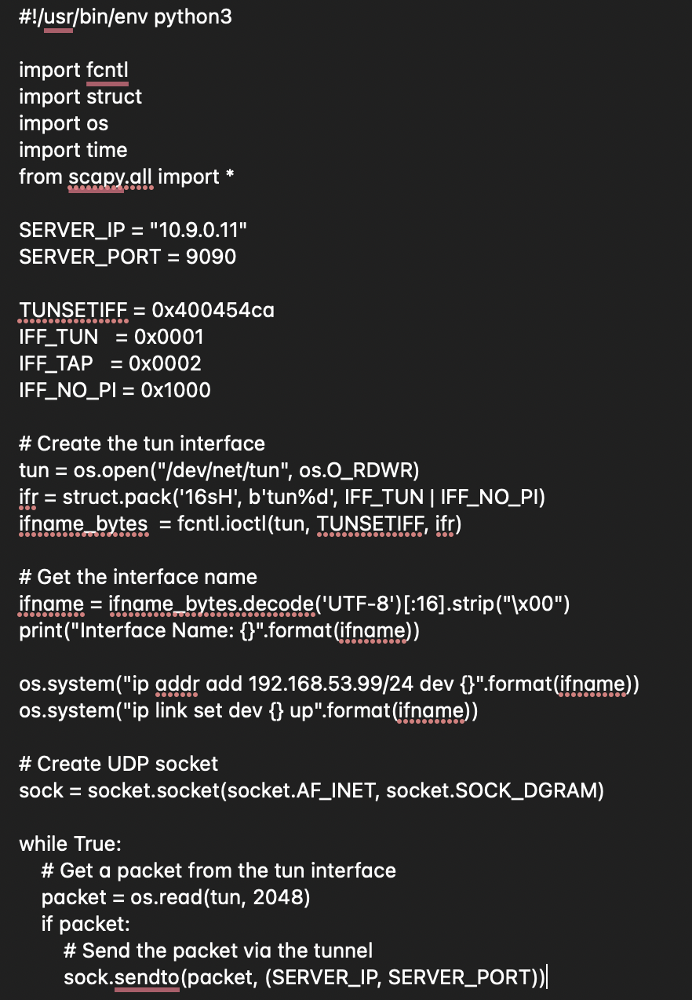 #!/usr/bin/env python3

import fcntl
import struct
import os
import time
from scapy.all import *

SERVER_IP = "10.9.0.11"
SERVER_PORT = 9090

TUNSETIFF = 0x400454ca
IFF_TUN   = 0x0001
IFF_TAP   = 0x0002
IFF_NO_PI = 0x1000

# Create the tun interface
tun = os.open("/dev/net/tun", os.O_RDWR)
ifr = struct.pack('16sH', b'tun%d', IFF_TUN | IFF_NO_PI)
ifname_bytes  = fcntl.ioctl(tun, TUNSETIFF, ifr)

# Get the interface name
ifname = ifname_bytes.decode('UTF-8')[:16].strip("\x00")
print("Interface Name: {}".format(ifname))

os.system("ip addr add 192.168.53.99/24 dev {}".format(ifname))
os.system("ip link set dev {} up".format(ifname))

# Create UDP socket
sock = socket.socket(socket.AF_INET, socket.SOCK_DGRAM)

while True:
    # Get a packet from the tun interface
    packet = os.read(tun, 2048)
    if packet:
        # Send the packet via the tunnel
        sock.sendto(packet, (SERVER_IP, SERVER_PORT))